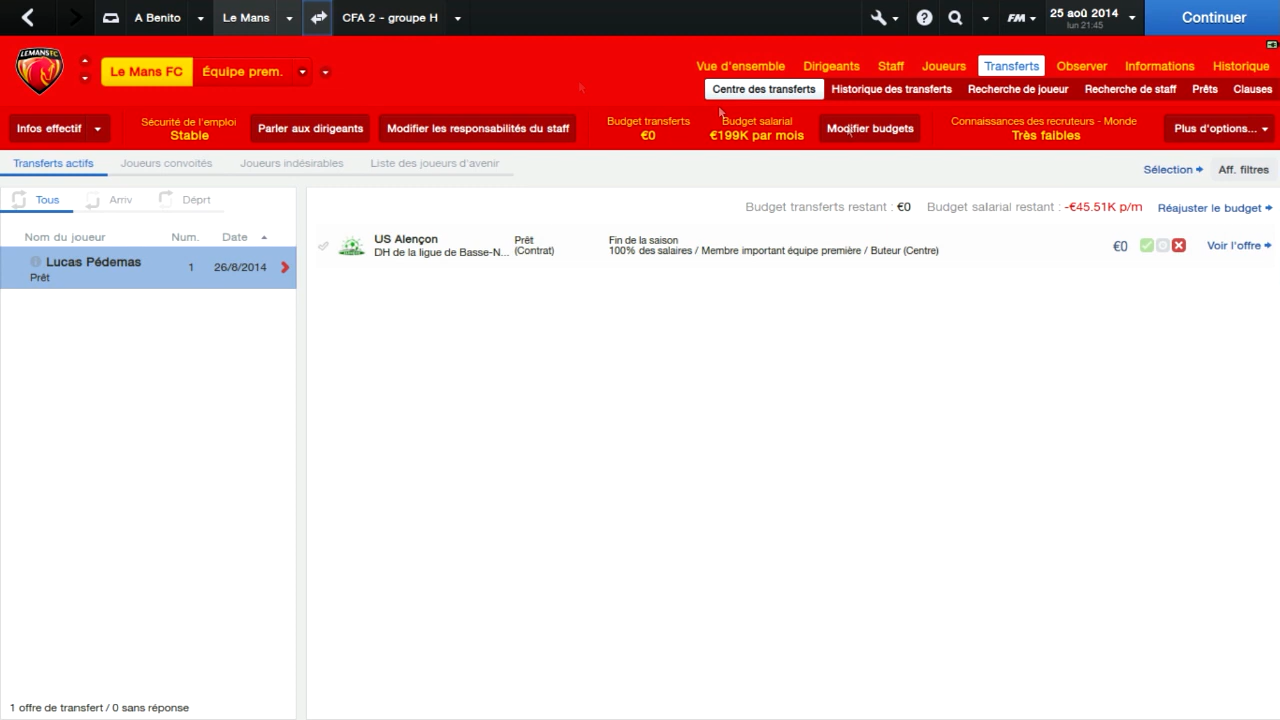 A Benito Le Mans CFA 2 - groupe H FM 25 aoû 2014 Continuer
lun 21:45
LE MANS FC
Le Mans FC Équipe prem.
Vue d'ensemble Dirigeants Staff Joueurs Transferts Observer Informations Historique
Centre des transferts Historique des transferts Recherche de joueur Recherche de staff Prêts Clauses
Infos effectif Sécurité de l'emploi Parler aux dirigeants Modifier les responsabilités du staff Budget transferts Budget salarial Modifier budgets Connaissances des recruteurs - Monde Plus d'options...
Stable €0 €199K par mois Très faibles
Transferts actifs Joueurs convoités Joueurs indésirables Liste des joueurs d'avenir Sélection Aff. filtres
Tous Arriv Déprt
Budget transferts restant : €0 Budget salarial restant : -€45.51K p/m Réajuster le budget
Nom du joueur Num. Date
Lucas Pédemas 1 26/8/2014
Prêt
US Alençon Prêt Fin de la saison €0 Voir l'offre
DH de la ligue de Basse-N... (Contrat) 100% des salaires / Membre important équipe première / Buteur (Centre)
1 offre de transfert / 0 sans réponse